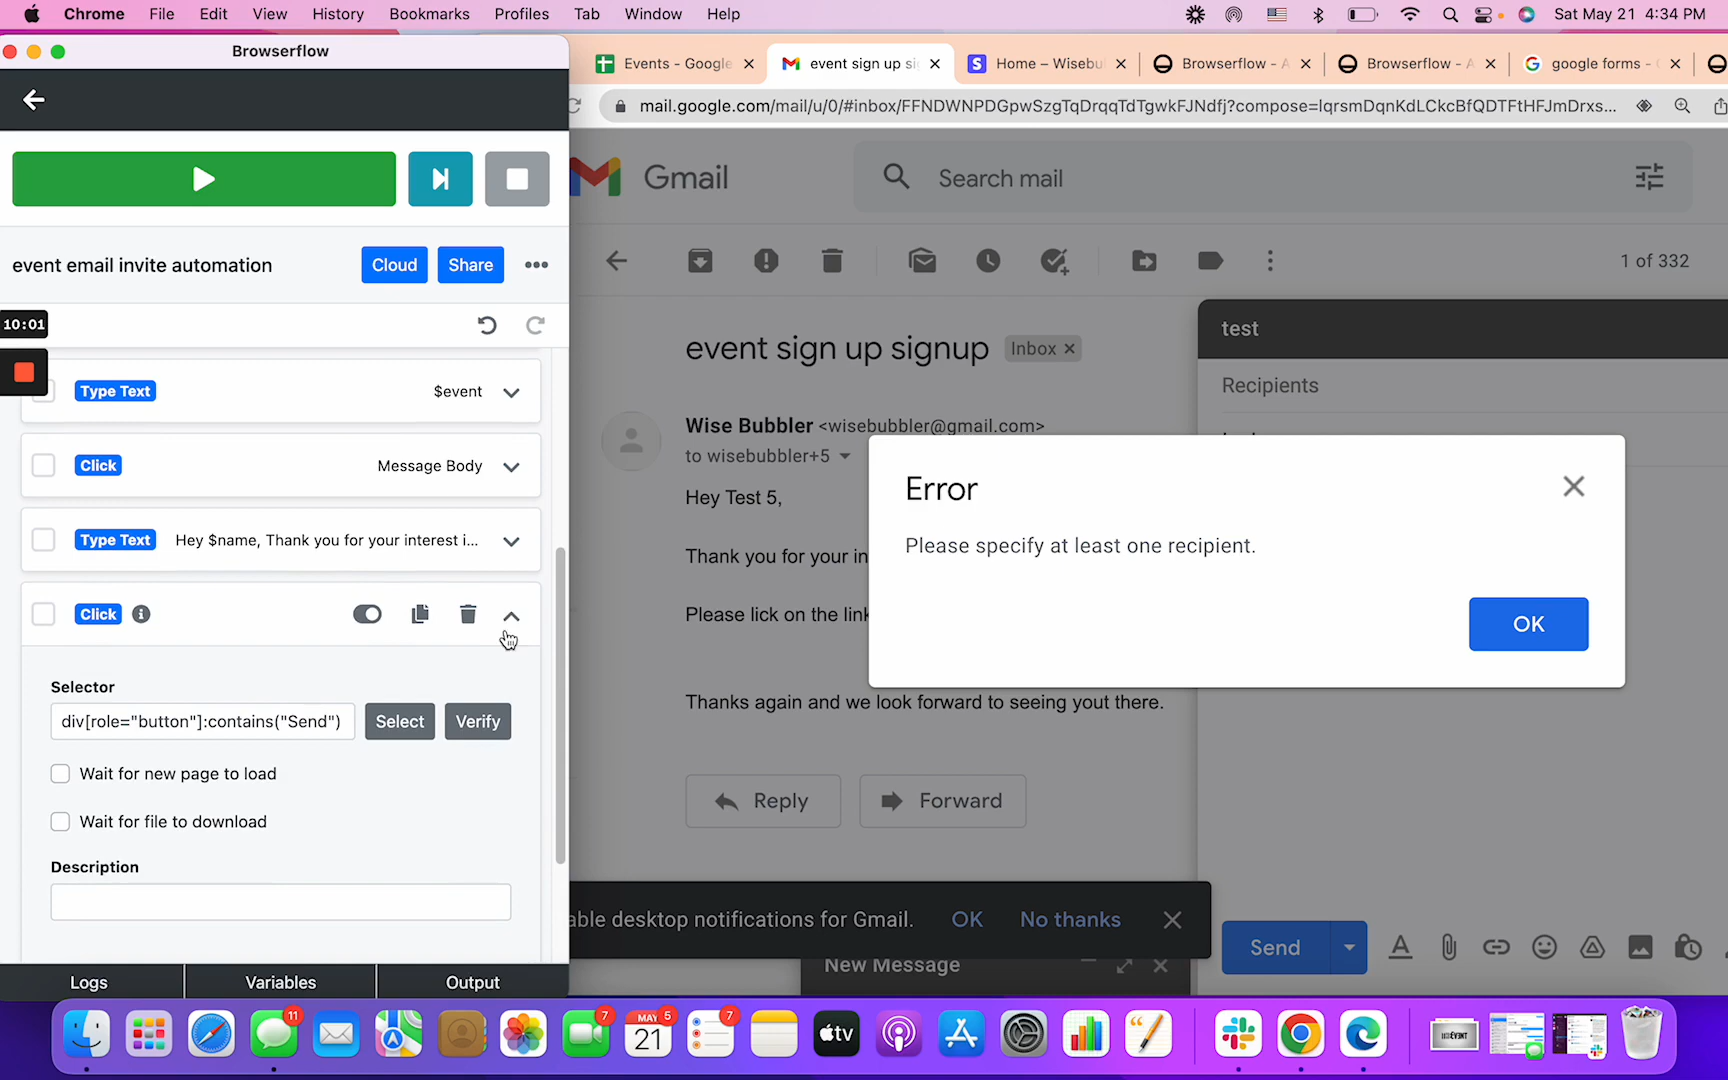 Chrome File Edit View History Bookmarks Profiles Tab Window Help Sat May 21 4:34 PM
Browserflow
Events - Google
event sign up si
Home – Wisebu
Browserflow - A
Browserflow - A
google forms -
mail.google.com/mail/u/0/#inbox/FFNDWNPDGpwSzgTqDrqqTdTgwkFJNdfj?compose=lqrsmDqnKdLCkcBfQDTFtHFJmDrxs...
Gmail
Search mail
event email invite automation
Cloud
Share
1 of 332
10:01
event sign up signup
Inbox
test
Type Text
$event
Recipients
Wise Bubbler <wisebubbler@gmail.com>
to wisebubbler+5
Click
Message Body
Hey Test 5,
Error
Please specify at least one recipient.
OK
Type Text
Hey $name, Thank you for your interest i...
Thank you for your in
Click
Please lick on the link
Selector
div[role="button"]:contains("Send")
Select
Verify
Thanks again and we look forward to seeing yout there.
Wait for new page to load
Wait for file to download
Reply
Forward
Description
able desktop notifications for Gmail.
OK
No thanks
Send
New Message
Logs
Variables
Output
11
7
MAY
21
5
7
tv